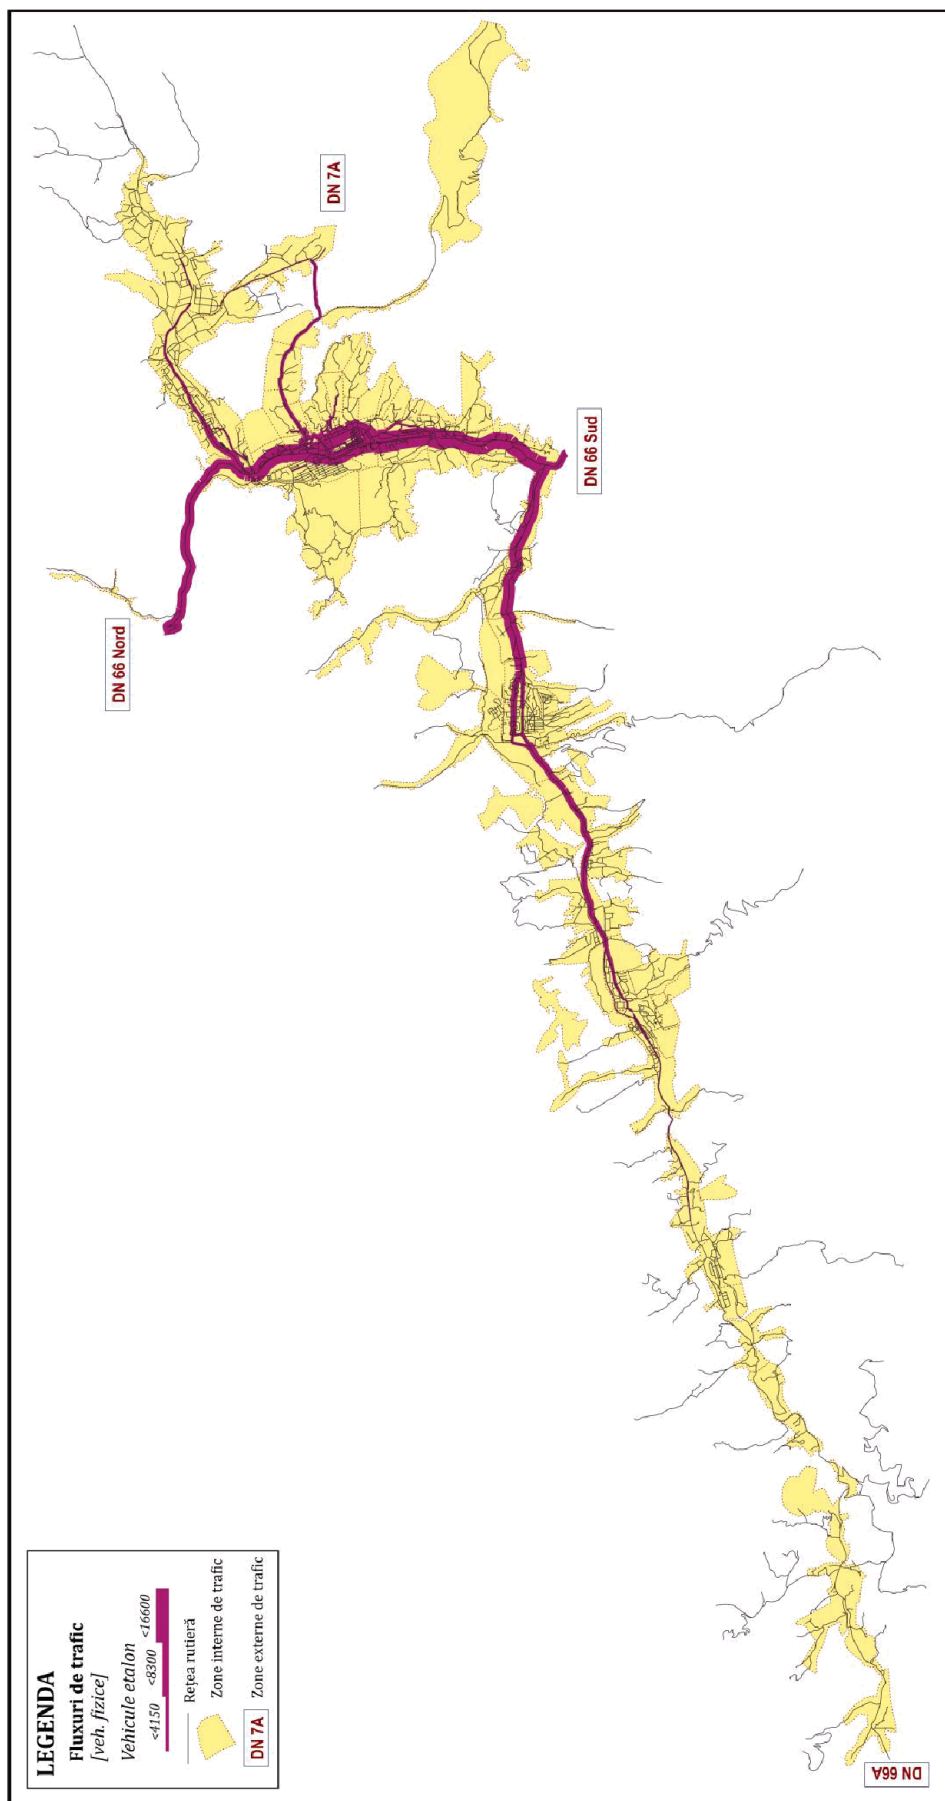 LEGENDA
Fluxuri de trafic
[veh. fizice]
Vehicule etalon
<4150 <8300 <16600
Rețea rutieră
Zone interne de trafic
DN 7A Zone externe de trafic
DN 66 Nord
DN 7A
DN 66 Sud
DN 66A